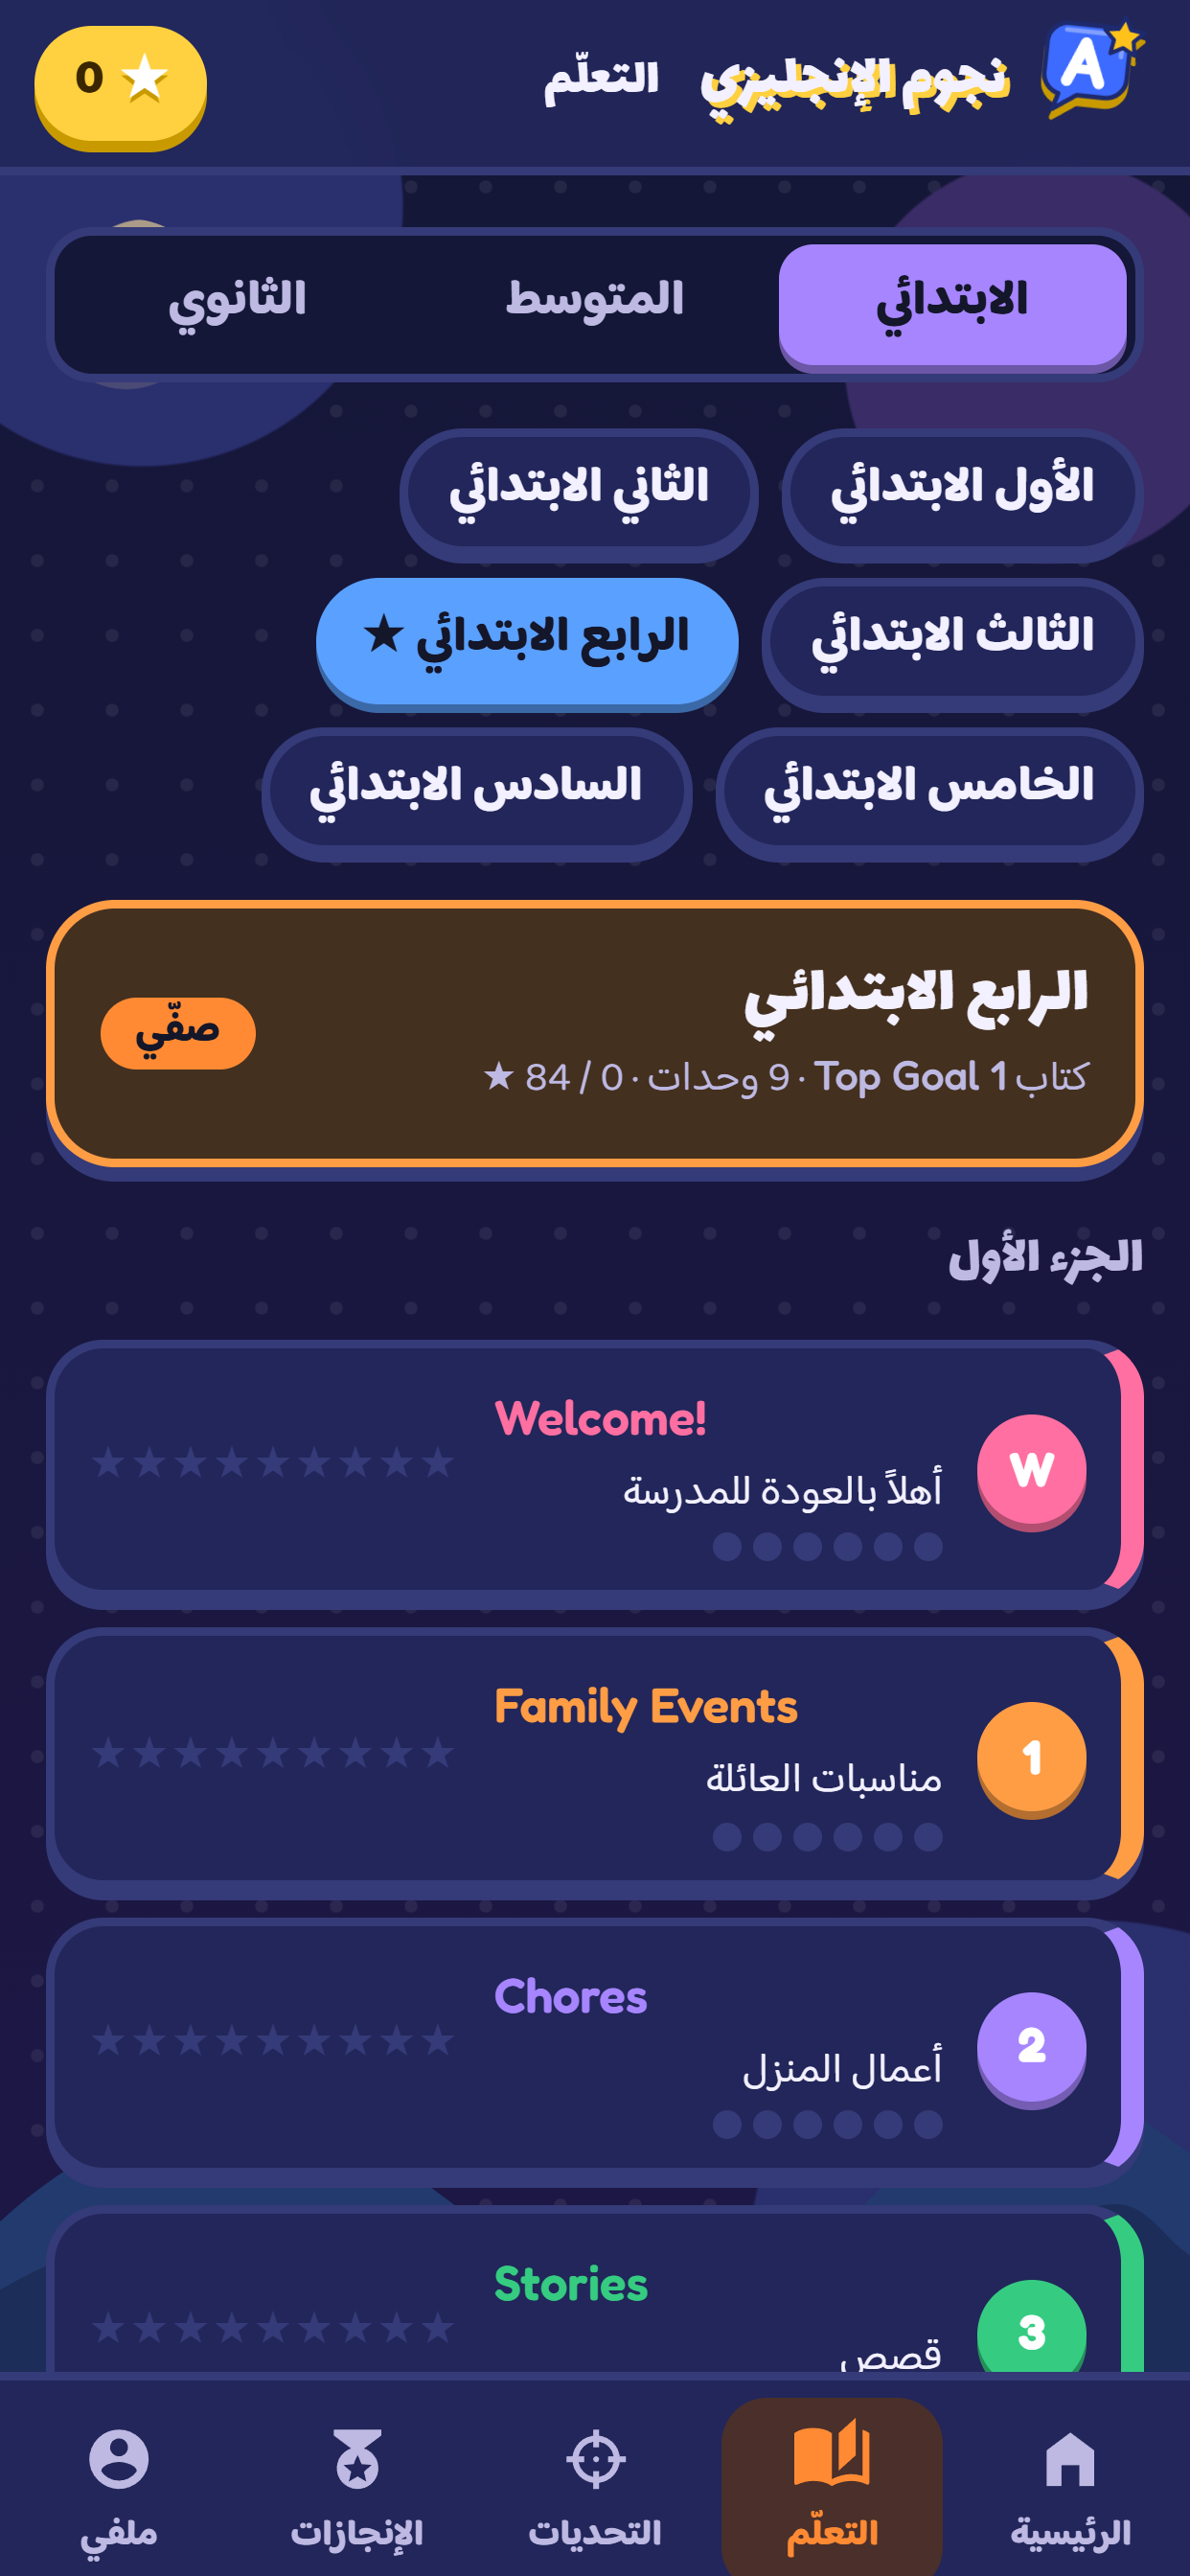 نجوم الإنجليزي التعلّم ★ 0
الابتدائي المتوسط الثانوي
الأول الابتدائي الثاني الابتدائي
الثالث الابتدائي الرابع الابتدائي ★
الخامس الابتدائي السادس الابتدائي
الرابع الابتدائي
صفّي
كتاب Top Goal 1 · 9 وحدات · 0 / 84 ★
الجزء الأول
W
Welcome!
أهلاً بالعودة للمدرسة
1
Family Events
مناسبات العائلة
2
Chores
أعمال المنزل
3
Stories
قصص
الرئيسية التعلّم التحديات الإنجازات ملفي